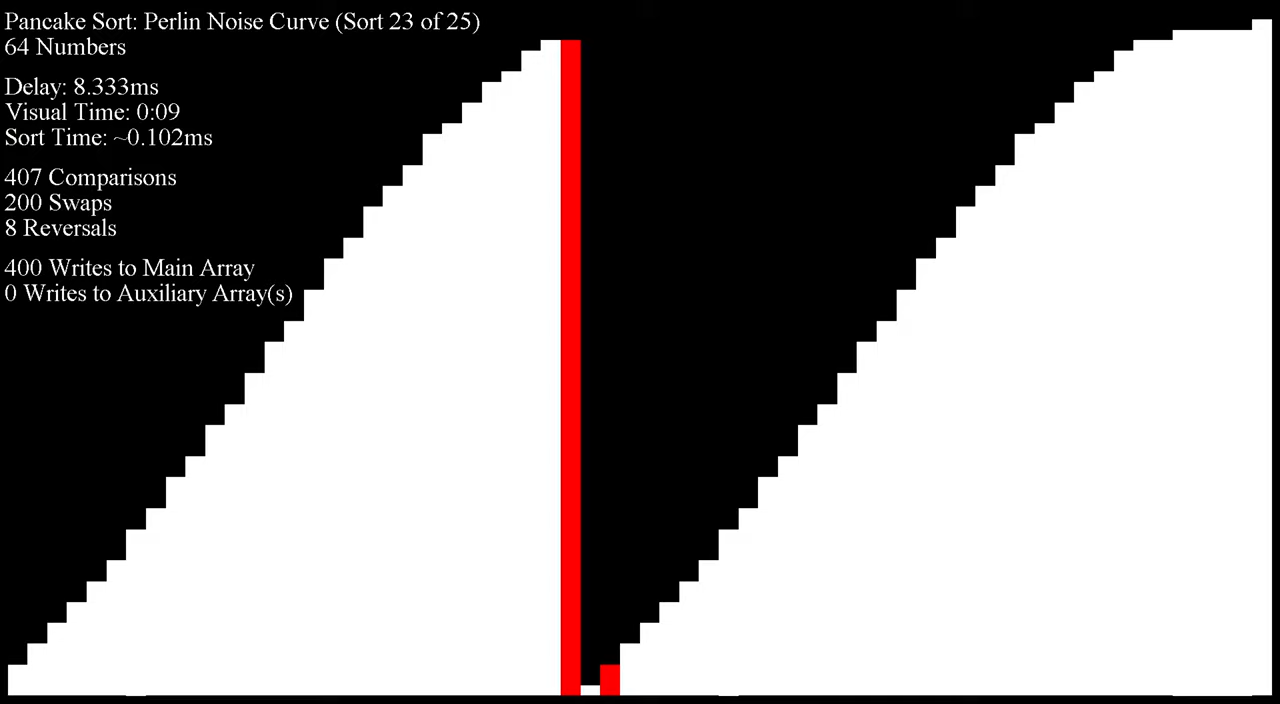 Pancake Sort: Perlin Noise Curve (Sort 23 of 25)
64 Numbers
Delay: 8.333ms
Visual Time: 0:09
Sort Time: ~0.102ms
407 Comparisons
200 Swaps
8 Reversals
400 Writes to Main Array
0 Writes to Auxiliary Array(s)